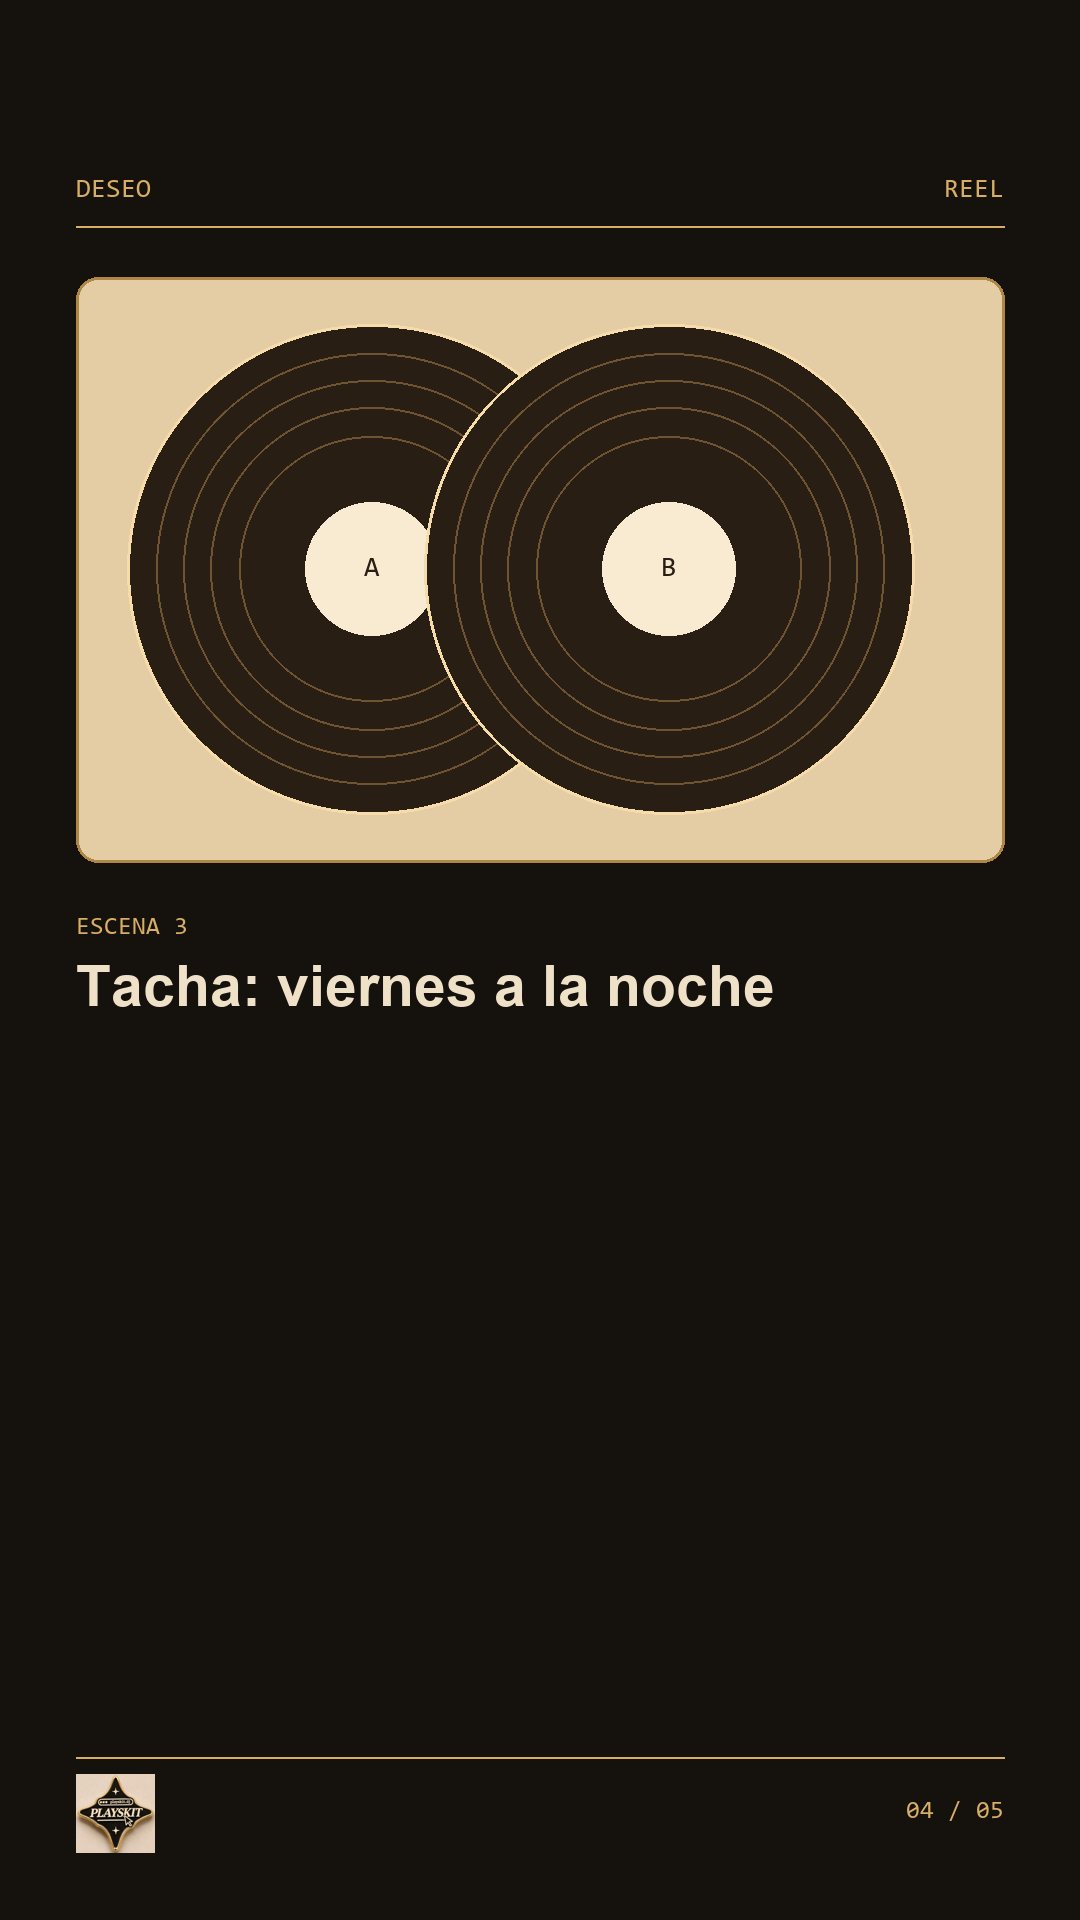 DESEO
REEL
A
B
ESCENA 3
Tacha: viernes a la noche
PLAYSKIT
04 / 05